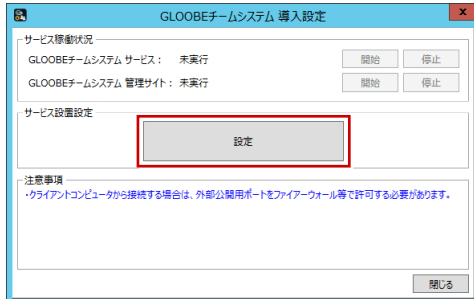 GLOOBEチームシステム 導入設定
x
サービス稼働状況
GLOOBEチームシステム サービス： 未実行 開始 停止
GLOOBEチームシステム 管理サイト： 未実行 開始 停止
サービス設置設定
設定
注意事項
・クライアントコンピュータから接続する場合は、外部公開用ポートをファイアーウォール等で許可する必要があります。
閉じる